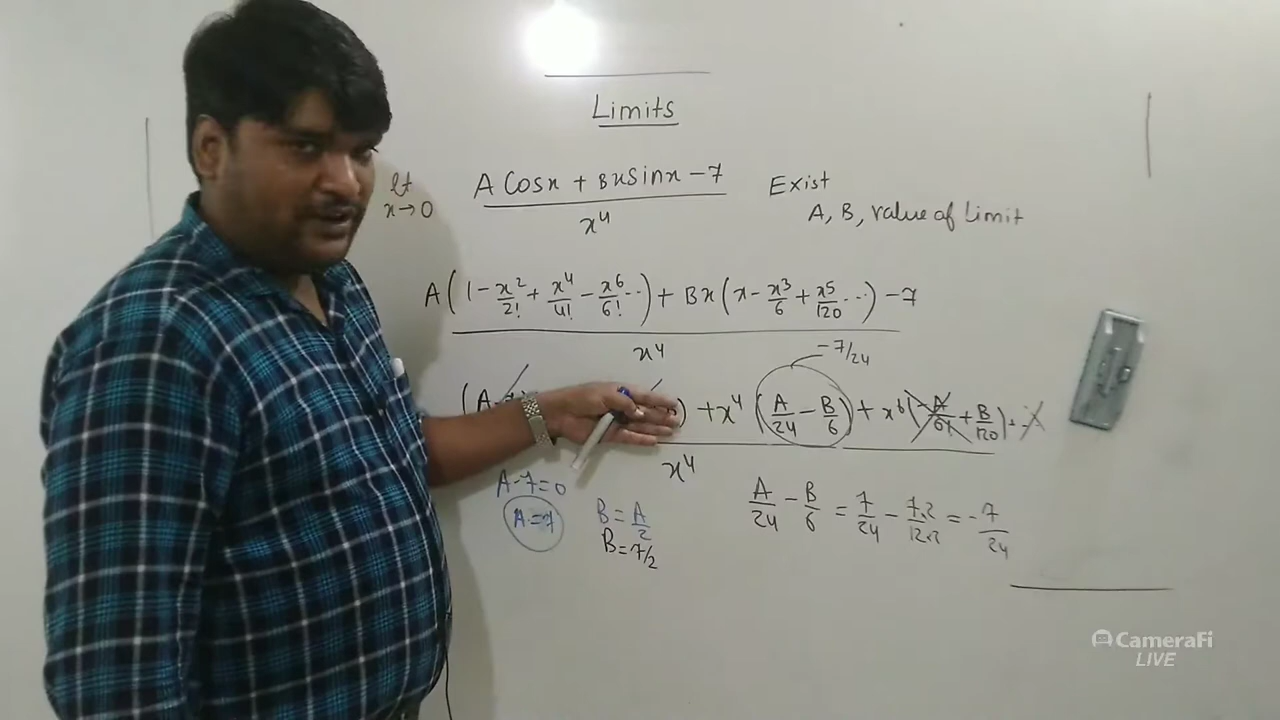 Limits
lt x→0 (A Cosx + Bx Sinx − 7)/x⁴ Exist
A, B, value of Limit
A(1 − x²/2! + x⁴/4! − x⁶/6! ··) + Bx(x − x³/6 + x⁵/120 ···) − 7
x⁴
−7/24
+ x⁴(A/24 − B/6) + x⁶(−A/6! + B/120)
x⁴
A−7=0
A=7
B = A/2
B = 7/2
A/24 − B/6 = 7/24 − 7·2/12·2 = −7/24
CameraFi
LIVE